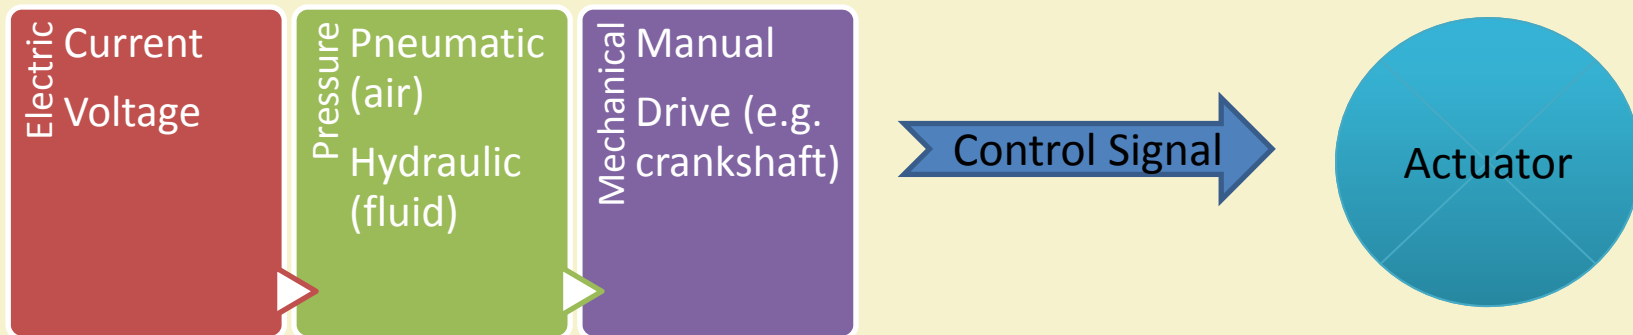 Electric
Current
Voltage
Pressure
Pneumatic
(air)
Hydraulic
(fluid)
Mechanical
Manual
Drive (e.g.
crankshaft)
Control Signal
Actuator